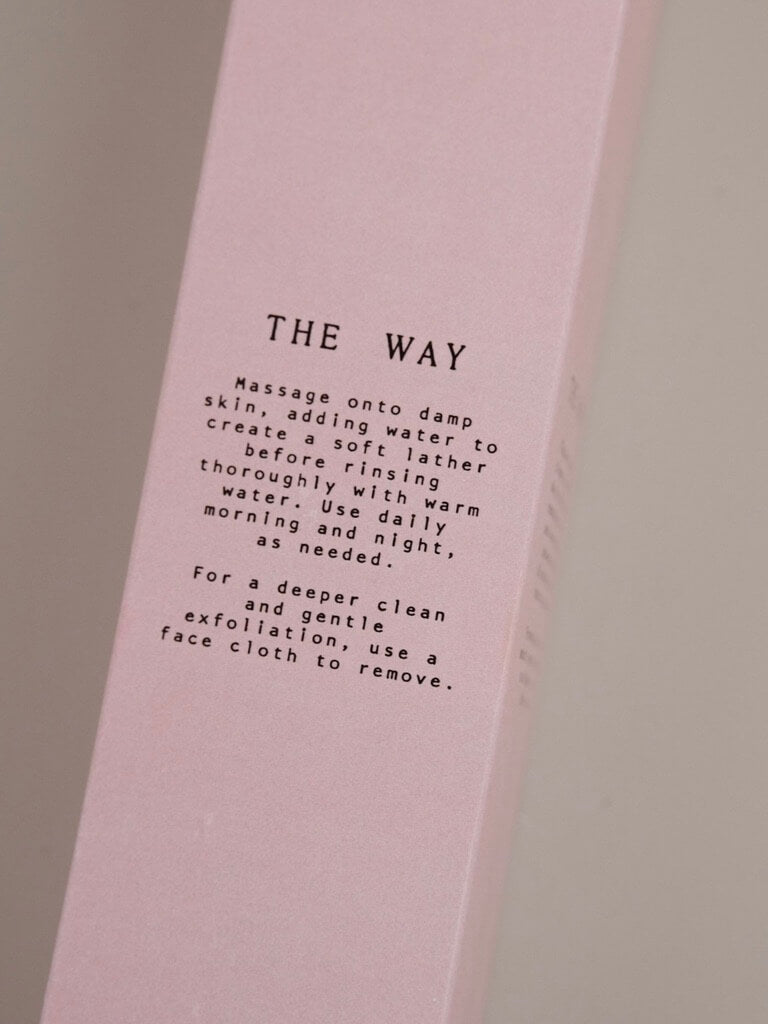 THE WAY
Massage onto damp
skin, adding water to
create a soft lather
before rinsing
thoroughly with warm
water. Use daily
morning and night,
as needed.
For a deeper clean
and gentle
exfoliation, use a
face cloth to remove.